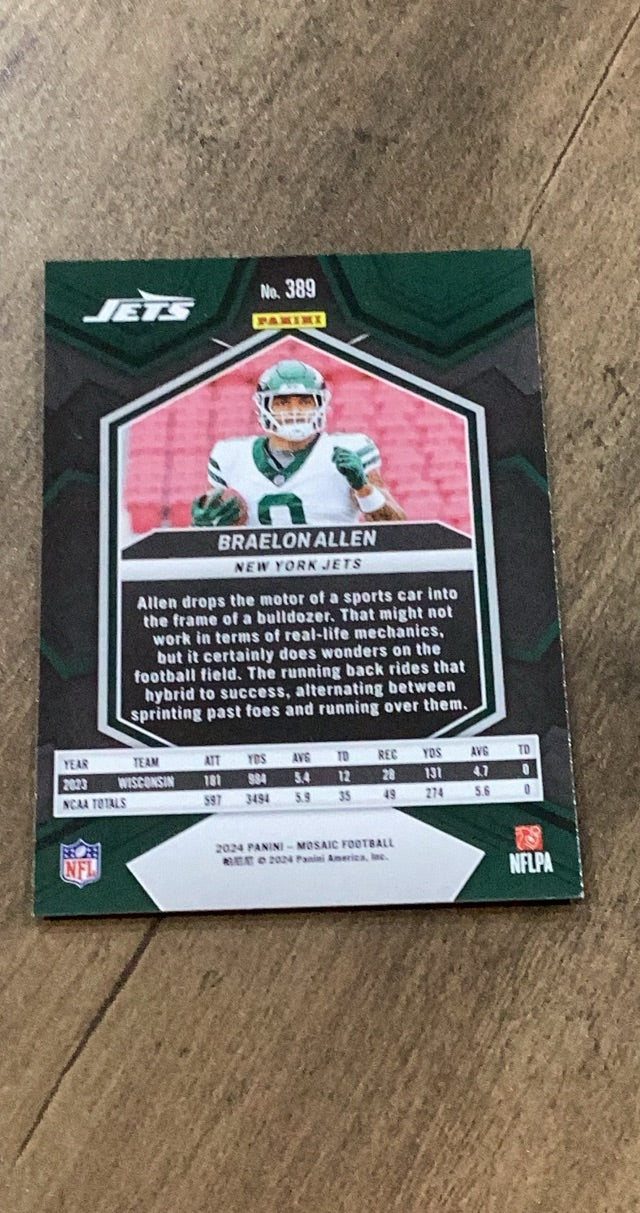 JETS
No. 389
PANINI
BRAELON ALLEN
NEW YORK JETS
Allen drops the motor of a sports car into
the frame of a bulldozer. That might not
work in terms of real-life mechanics,
but it certainly does wonders on the
football field. The running back rides that
hybrid to success, alternating between
sprinting past foes and running over them.
YEAR TEAM ATT YDS AVG TD REC YDS AVG TD
2023 WISCONSIN 181 984 5.4 12 28 131 4.7 0
NCAA TOTALS 597 3494 5.9 35 49 274 5.6 0
2024 PANINI – MOSAIC FOOTBALL
帕尼尼 © 2024 Panini America, Inc.
NFL
NFLPA